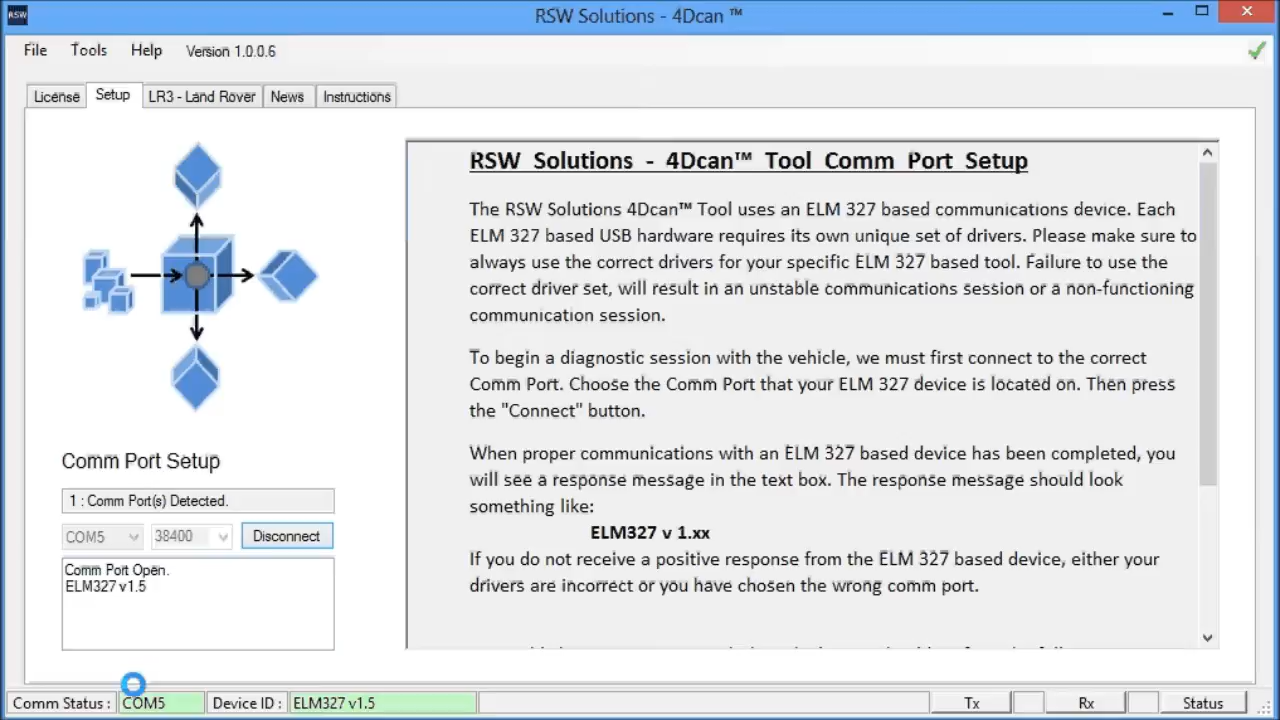 RSW
RSW Solutions - 4Dcan ™
File Tools Help Version 1.0.0.6
License Setup LR3 - Land Rover News Instructions
RSW Solutions - 4Dcan™ Tool Comm Port Setup
The RSW Solutions 4Dcan™ Tool uses an ELM 327 based communications device. Each
ELM 327 based USB hardware requires its own unique set of drivers. Please make sure to
always use the correct drivers for your specific ELM 327 based tool. Failure to use the
correct driver set, will result in an unstable communications session or a non-functioning
communication session.
To begin a diagnostic session with the vehicle, we must first connect to the correct
Comm Port. Choose the Comm Port that your ELM 327 device is located on. Then press
the "Connect" button.
When proper communications with an ELM 327 based device has been completed, you
will see a response message in the text box. The response message should look
something like:
ELM327 v 1.xx
If you do not receive a positive response from the ELM 327 based device, either your
drivers are incorrect or you have chosen the wrong comm port.
Comm Port Setup
1 : Comm Port(s) Detected.
COM5 38400 Disconnect
Comm Port Open.
ELM327 v1.5
Comm Status : COM5 Device ID : ELM327 v1.5 Tx Rx Status